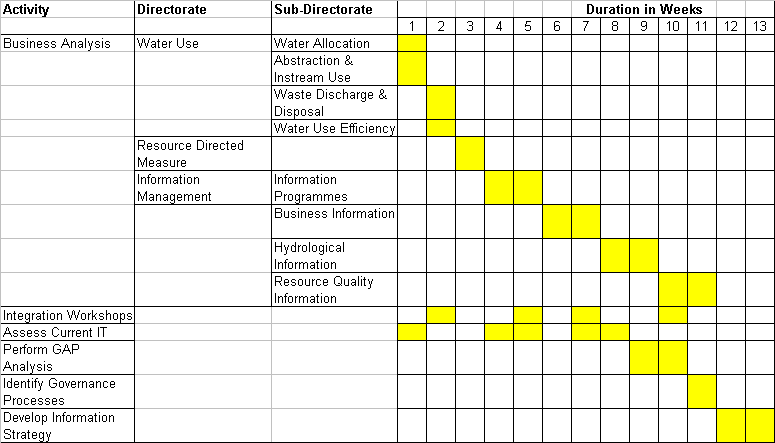 Activity Directorate Sub-Directorate Duration in Weeks
1 2 3 4 5 6 7 8 9 10 11 12 13
Business Analysis Water Use Water Allocation
Abstraction &
Instream Use
Waste Discharge &
Disposal
Water Use Efficiency
Resource Directed
Measure
Information Information
Management Programmes
Business Information
Hydrological
Information
Resource Quality
Information
Integration Workshops
Assess Current IT
Perform GAP
Analysis
Identify Governance
Processes
Develop Information
Strategy